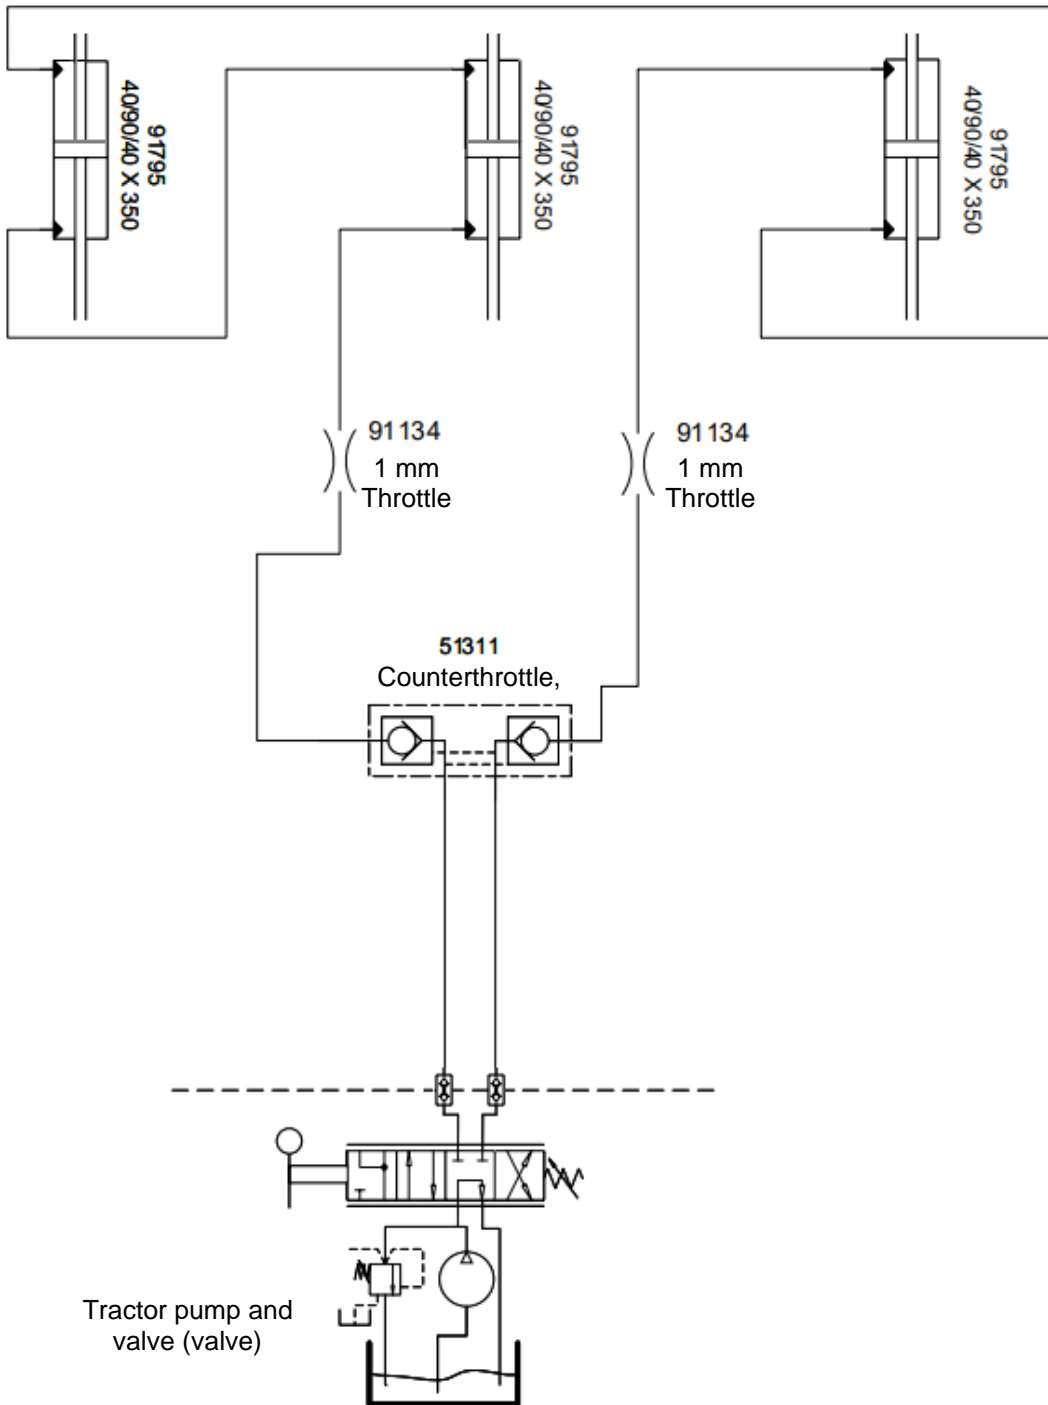 91795
40/90/40 X 350
91795
40/90/40 X 350
91795
40/90/40 X 350
91134
1 mm
Throttle
91134
1 mm
Throttle
51311
Counterthrottle,
Tractor pump and
valve (valve)